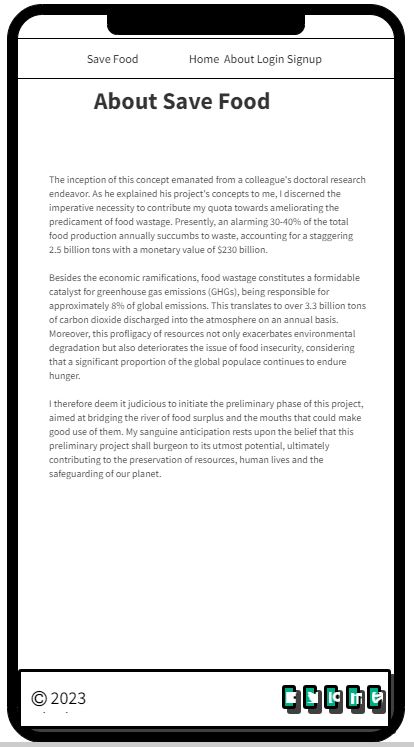 Save Food Home About Login Signup
About Save Food
The inception of this concept emanated from a colleague's doctoral research
endeavor. As he explained his project's concepts to me, I discerned the
imperative necessity to contribute my quota towards ameliorating the
predicament of food wastage. Presently, an alarming 30-40% of the total
food production annually succumbs to waste, accounting for a staggering
2.5 billion tons with a monetary value of $230 billion.
Besides the economic ramifications, food wastage constitutes a formidable
catalyst for greenhouse gas emissions (GHGs), being responsible for
approximately 8% of global emissions. This translates to over 3.3 billion tons
of carbon dioxide discharged into the atmosphere on an annual basis.
Moreover, this profligacy of resources not only exacerbates environmental
degradation but also deteriorates the issue of food insecurity, considering
that a significant proportion of the global populace continues to endure
hunger.
I therefore deem it judicious to initiate the preliminary phase of this project,
aimed at bridging the river of food surplus and the mouths that could make
good use of them. My sanguine anticipation rests upon the belief that this
preliminary project shall burgeon to its utmost potential, ultimately
contributing to the preservation of resources, human lives and the
safeguarding of our planet.
© 2023